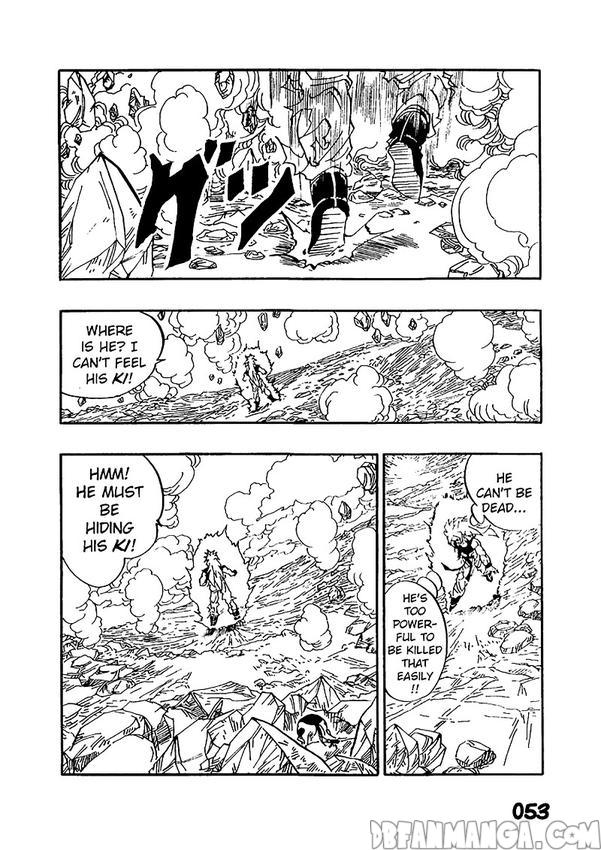 グッ
WHERE
IS HE? I
CAN'T FEEL
HIS KI!
HE
CAN'T BE
DEAD...
HE'S
TOO
POWER-
FUL TO
BE KILLED
THAT
EASILY
!!
HMM!
HE MUST
BE
HIDING
HIS KI!
053
DBFANMANGA.COM